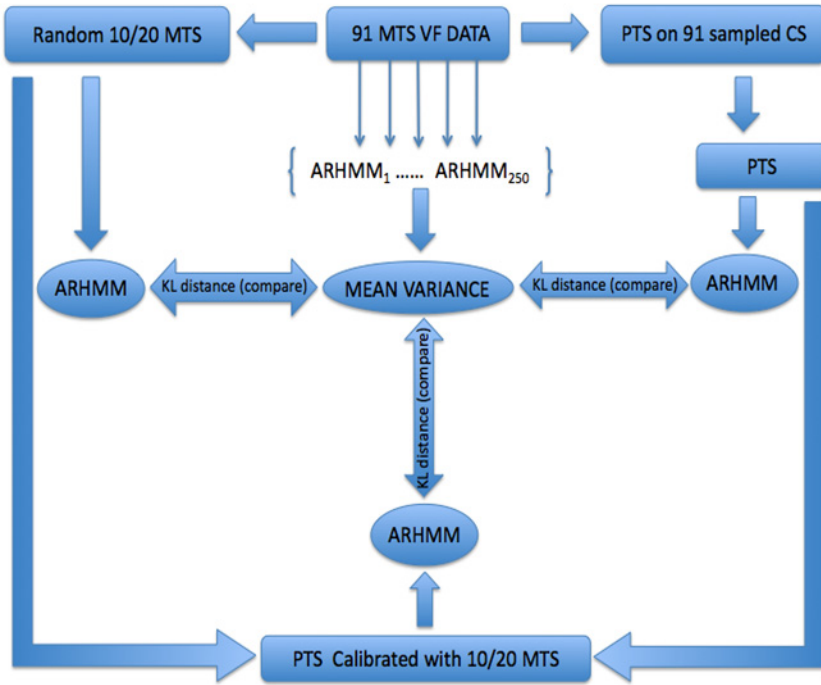 Random 10/20 MTS
91 MTS VF DATA
PTS on 91 sampled CS
{ ARHMM₁ ...... ARHMM₂₅₀ }
PTS
ARHMM
KL distance (compare)
MEAN VARIANCE
KL distance (compare)
ARHMM
KL distance (compare)
ARHMM
PTS Calibrated with 10/20 MTS